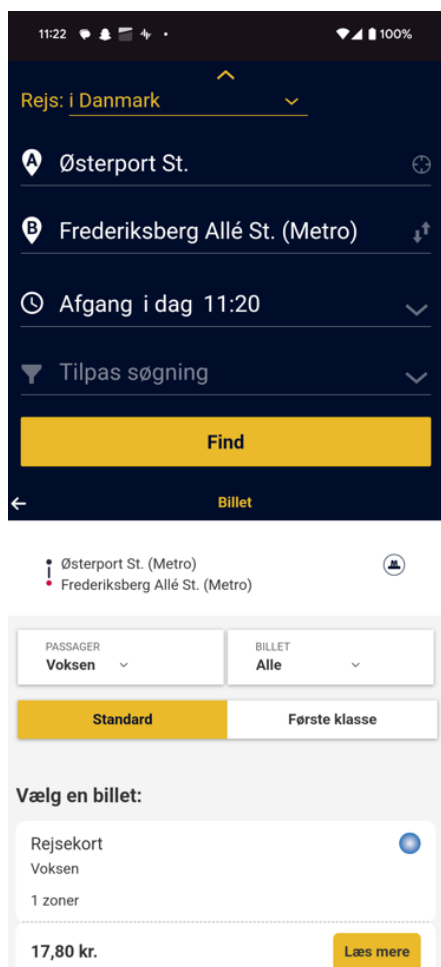 11:22 100%
Rejs: i Danmark
A Østerport St.
B Frederiksberg Allé St. (Metro)
Afgang i dag 11:20
Tilpas søgning
Find
Billet
Østerport St. (Metro)
Frederiksberg Allé St. (Metro)
PASSAGER BILLET
Voksen Alle
Standard Første klasse
Vælg en billet:
Rejsekort
Voksen
1 zoner
17,80 kr. Læs mere